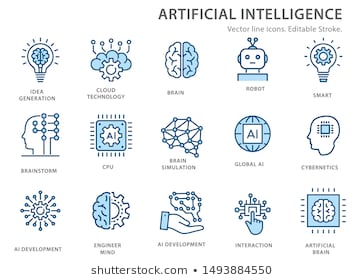 ARTIFICIAL INTELLIGENCE
Vector line icons. Editable Stroke.
IDEA
GENERATION
CLOUD
TECHNOLOGY
BRAIN
ROBOT
SMART
BRAINSTORM
AI
CPU
BRAIN
SIMULATION
AI
GLOBAL AI
CYBERNETICS
AI DEVELOPMENT
ENGINEER
MIND
AI DEVELOPMENT
INTERACTION
ARTIFICIAL
BRAIN
shutterstock.com • 1493884550